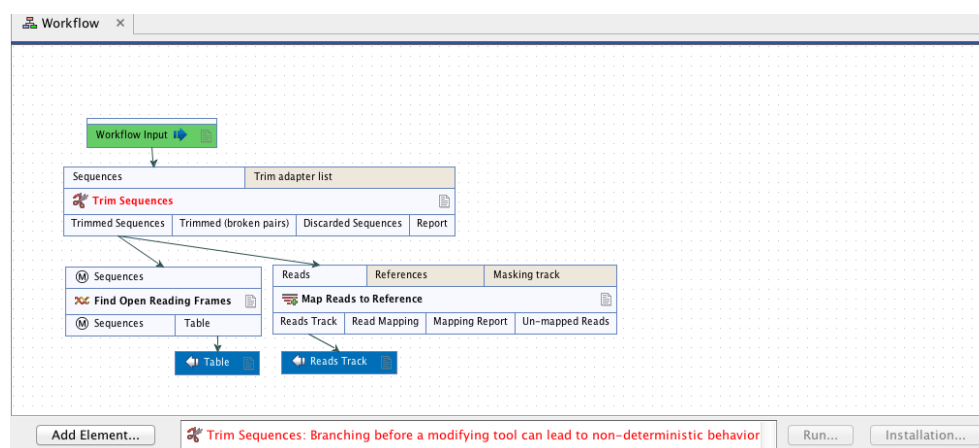 Workflow ×
Workflow Input
Sequences Trim adapter list
Trim Sequences
Trimmed Sequences Trimmed (broken pairs) Discarded Sequences Report
M Sequences
Find Open Reading Frames
M Sequences Table
Table
Reads References Masking track
Map Reads to Reference
Reads Track Read Mapping Mapping Report Un-mapped Reads
Reads Track
Add Element... Trim Sequences: Branching before a modifying tool can lead to non-deterministic behavior Run... Installation...